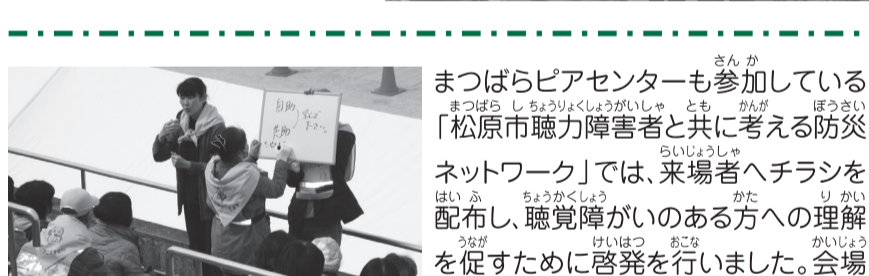 自助
共助
まつばらピアセンターも参加している
「松原市聴力障害者と共に考える防災
ネットワーク」では、来場者へチラシを
配布し、聴覚障がいのある方への理解
を促すために啓発を行いました。会場